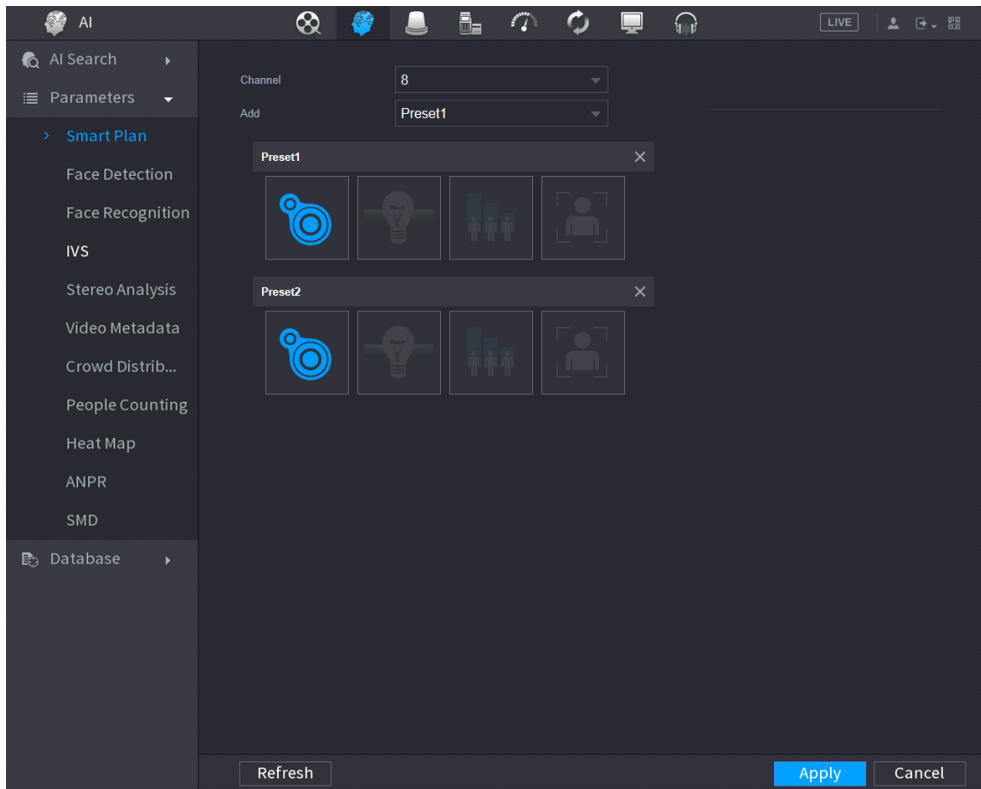 AI
LIVE
AI Search
Parameters
Smart Plan
Face Detection
Face Recognition
IVS
Stereo Analysis
Video Metadata
Crowd Distrib...
People Counting
Heat Map
ANPR
SMD
Database
Channel 8
Add Preset1
Preset1
Preset2
Refresh Apply Cancel